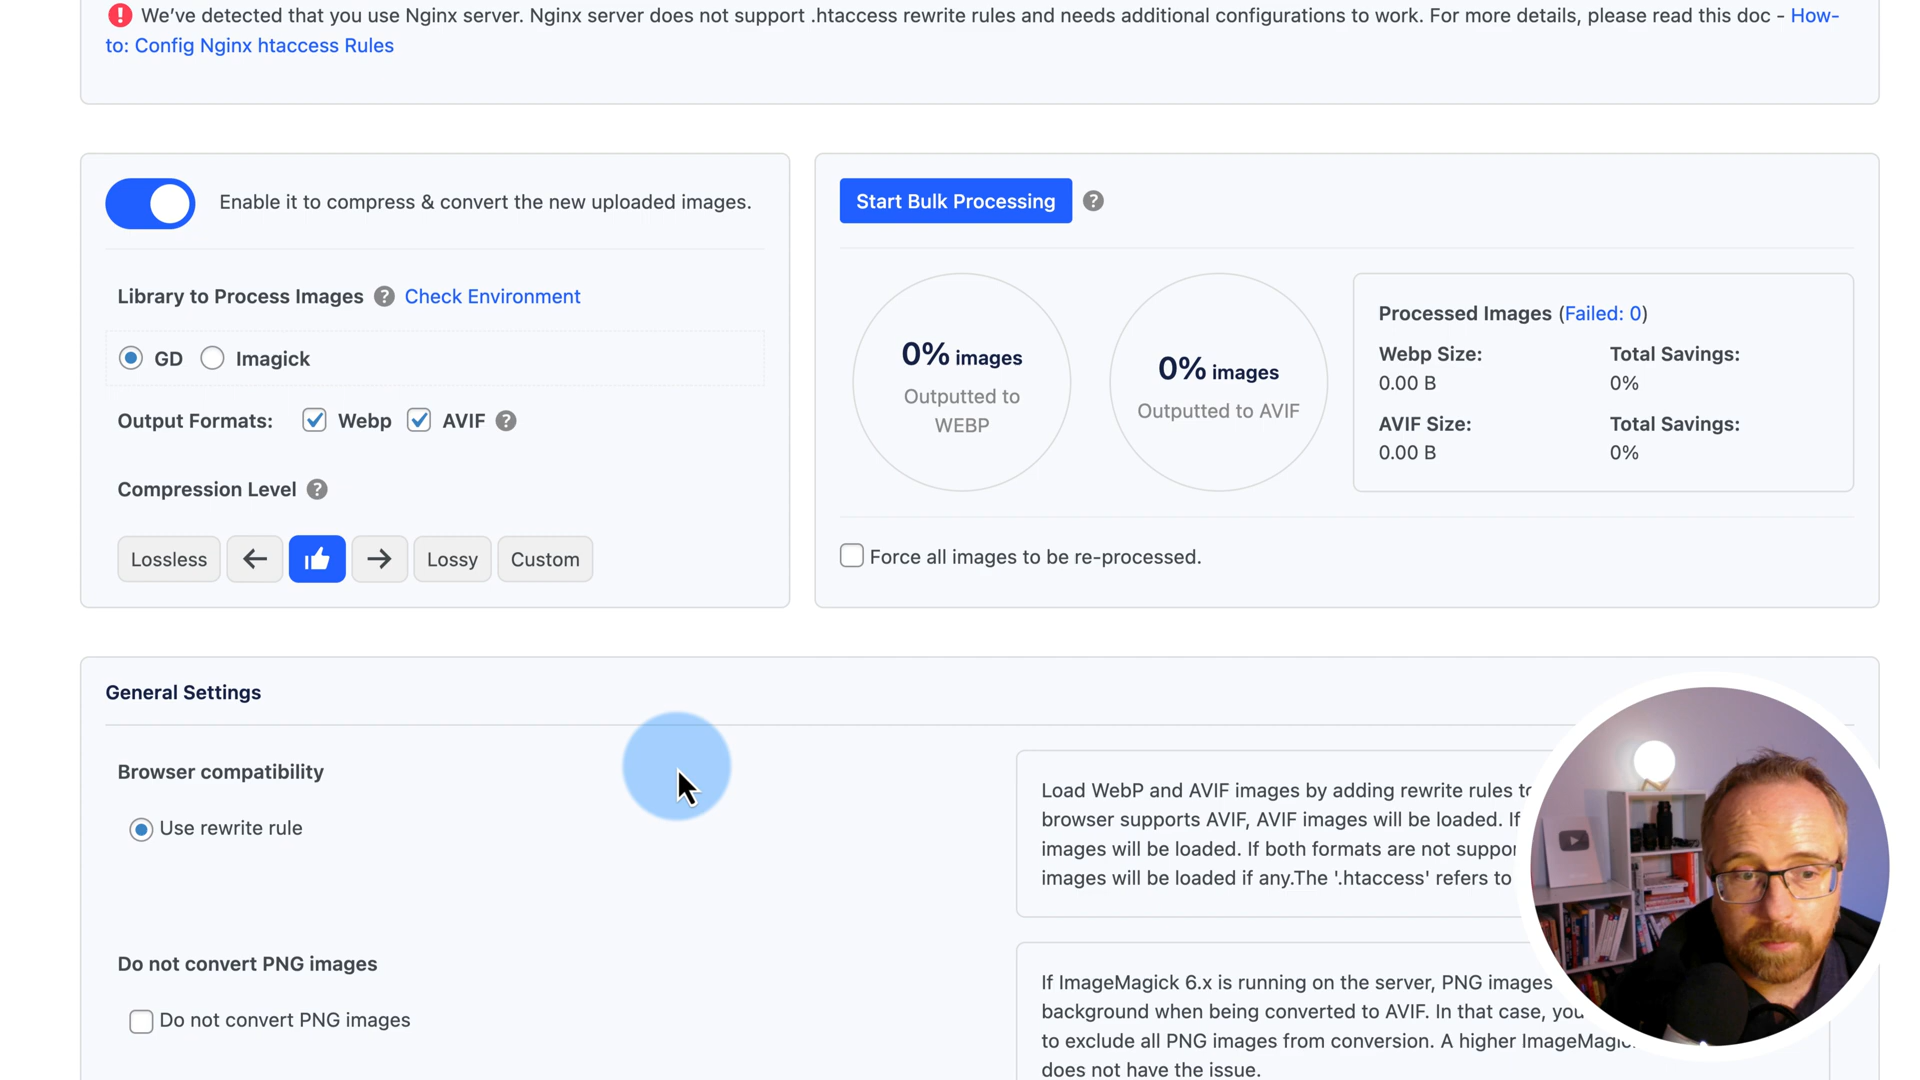 We've detected that you use Nginx server. Nginx server does not support .htaccess rewrite rules and needs additional configurations to work. For more details, please read this doc - How-
to: Config Nginx htaccess Rules
Enable it to compress & convert the new uploaded images.
Library to Process Images ? Check Environment
GD Imagick
Output Formats: Webp AVIF ?
Compression Level ?
Lossless Lossy Custom
Start Bulk Processing ?
0% images
Outputted to
WEBP
0% images
Outputted to AVIF
Processed Images (Failed: 0)
Webp Size: Total Savings:
0.00 B 0%
AVIF Size: Total Savings:
0.00 B 0%
Force all images to be re-processed.
General Settings
Browser compatibility
Use rewrite rule
Load WebP and AVIF images by adding rewrite rules to
browser supports AVIF, AVIF images will be loaded. If
images will be loaded. If both formats are not
images will be loaded if any.The '.htaccess' refers to
Do not convert PNG images
Do not convert PNG images
If ImageMagick 6.x is running on the server, PNG images
background when being converted to AVIF. In that case, you
to exclude all PNG images from conversion. A higher
does not have the issue.